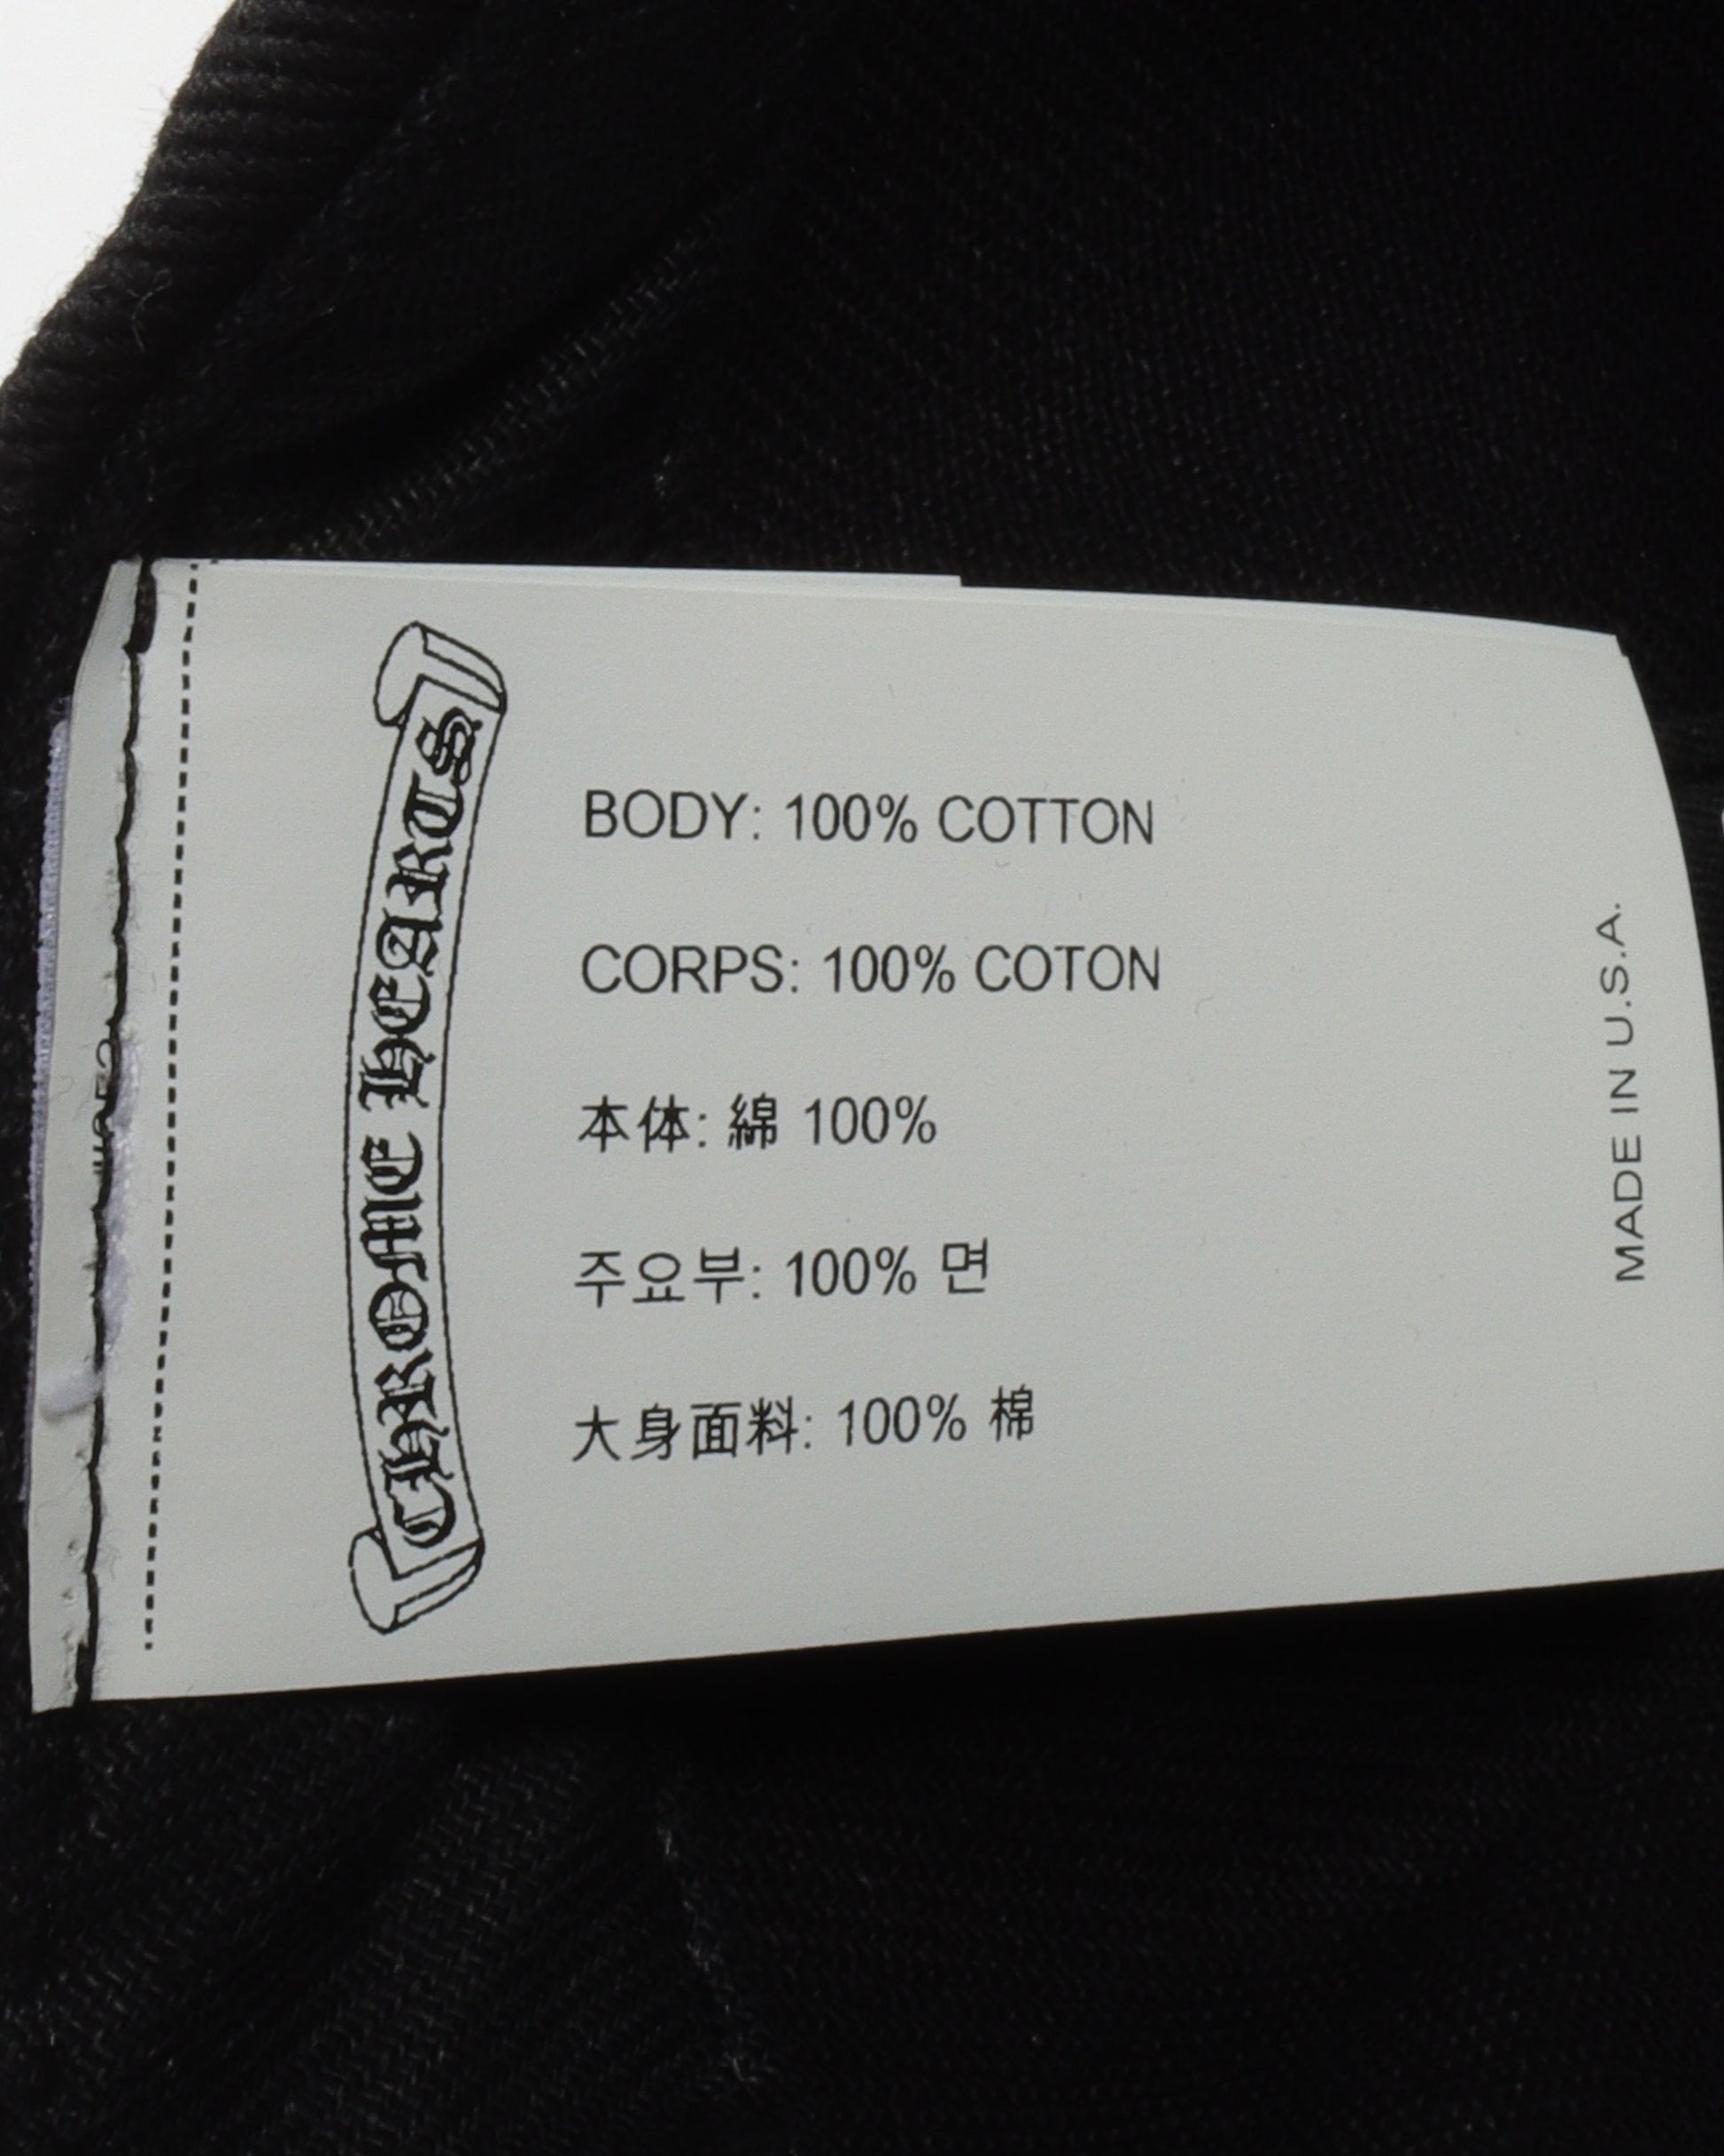 CHROME HEARTS
BODY: 100% COTTON
CORPS: 100% COTON
本体: 綿 100%
주요부: 100% 면
大身面料: 100% 棉
MADE IN U.S.A.